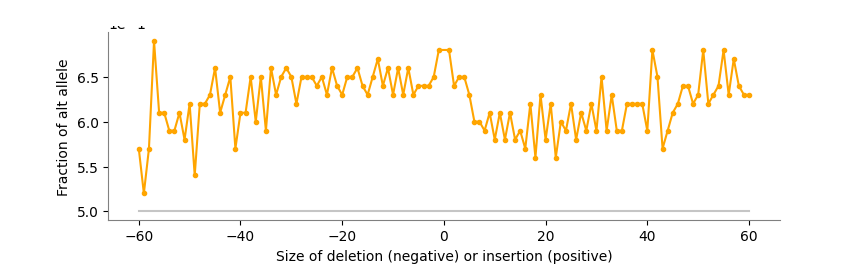 6.5
6.0
5.5
5.0
Fraction of alt allele
−60 −40 −20 0 20 40 60
Size of deletion (negative) or insertion (positive)